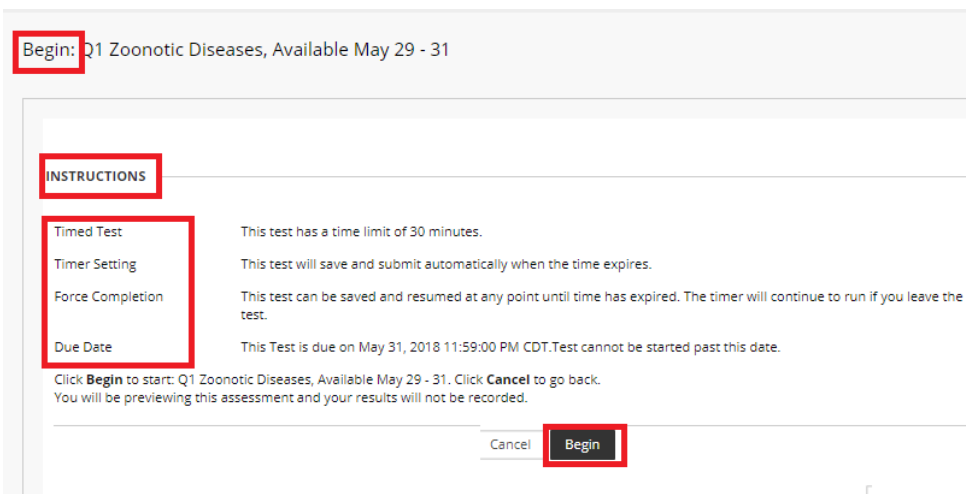 Begin: Q1 Zoonotic Diseases, Available May 29 - 31
INSTRUCTIONS
Timed Test This test has a time limit of 30 minutes.
Timer Setting This test will save and submit automatically when the time expires.
Force Completion This test can be saved and resumed at any point until time has expired. The timer will continue to run if you leave the
test.
Due Date This Test is due on May 31, 2018 11:59:00 PM CDT.Test cannot be started past this date.
Click Begin to start: Q1 Zoonotic Diseases, Available May 29 - 31. Click Cancel to go back.
You will be previewing this assessment and your results will not be recorded.
Cancel Begin